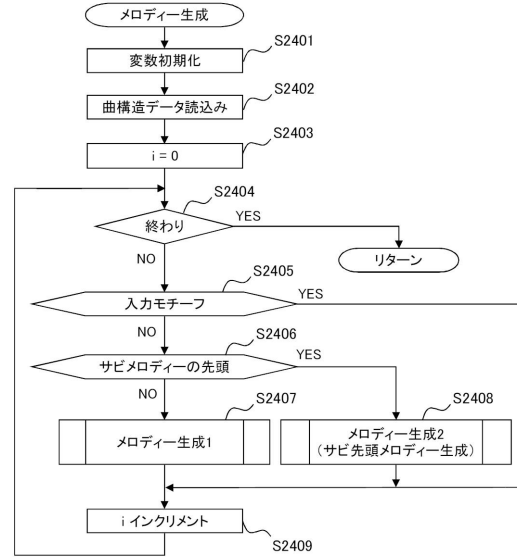 メロディー生成
S2401
変数初期化
S2402
曲構造データ読込み
S2403
i = 0
S2404
終わり
YES
NO
リターン
S2405
入力モチーフ
YES
NO
S2406
サビメロディーの先頭
YES
NO
S2407
メロディー生成1
S2408
メロディー生成2
(サビ先頭メロディー生成)
i インクリメント
S2409